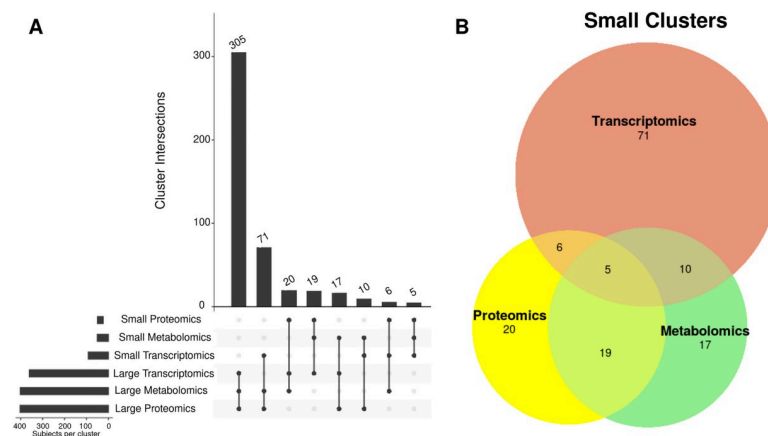 A
305
300
200
100
0
Cluster Intersections
71
20
19
17
10
6
5
Small Proteomics
Small Metabolomics
Small Transcriptomics
Large Transcriptomics
Large Metabolomics
Large Proteomics
400 300 200 100 0
Subjects per cluster
B
Small Clusters
Transcriptomics
71
6
5
10
Proteomics
20
Metabolomics
17
19